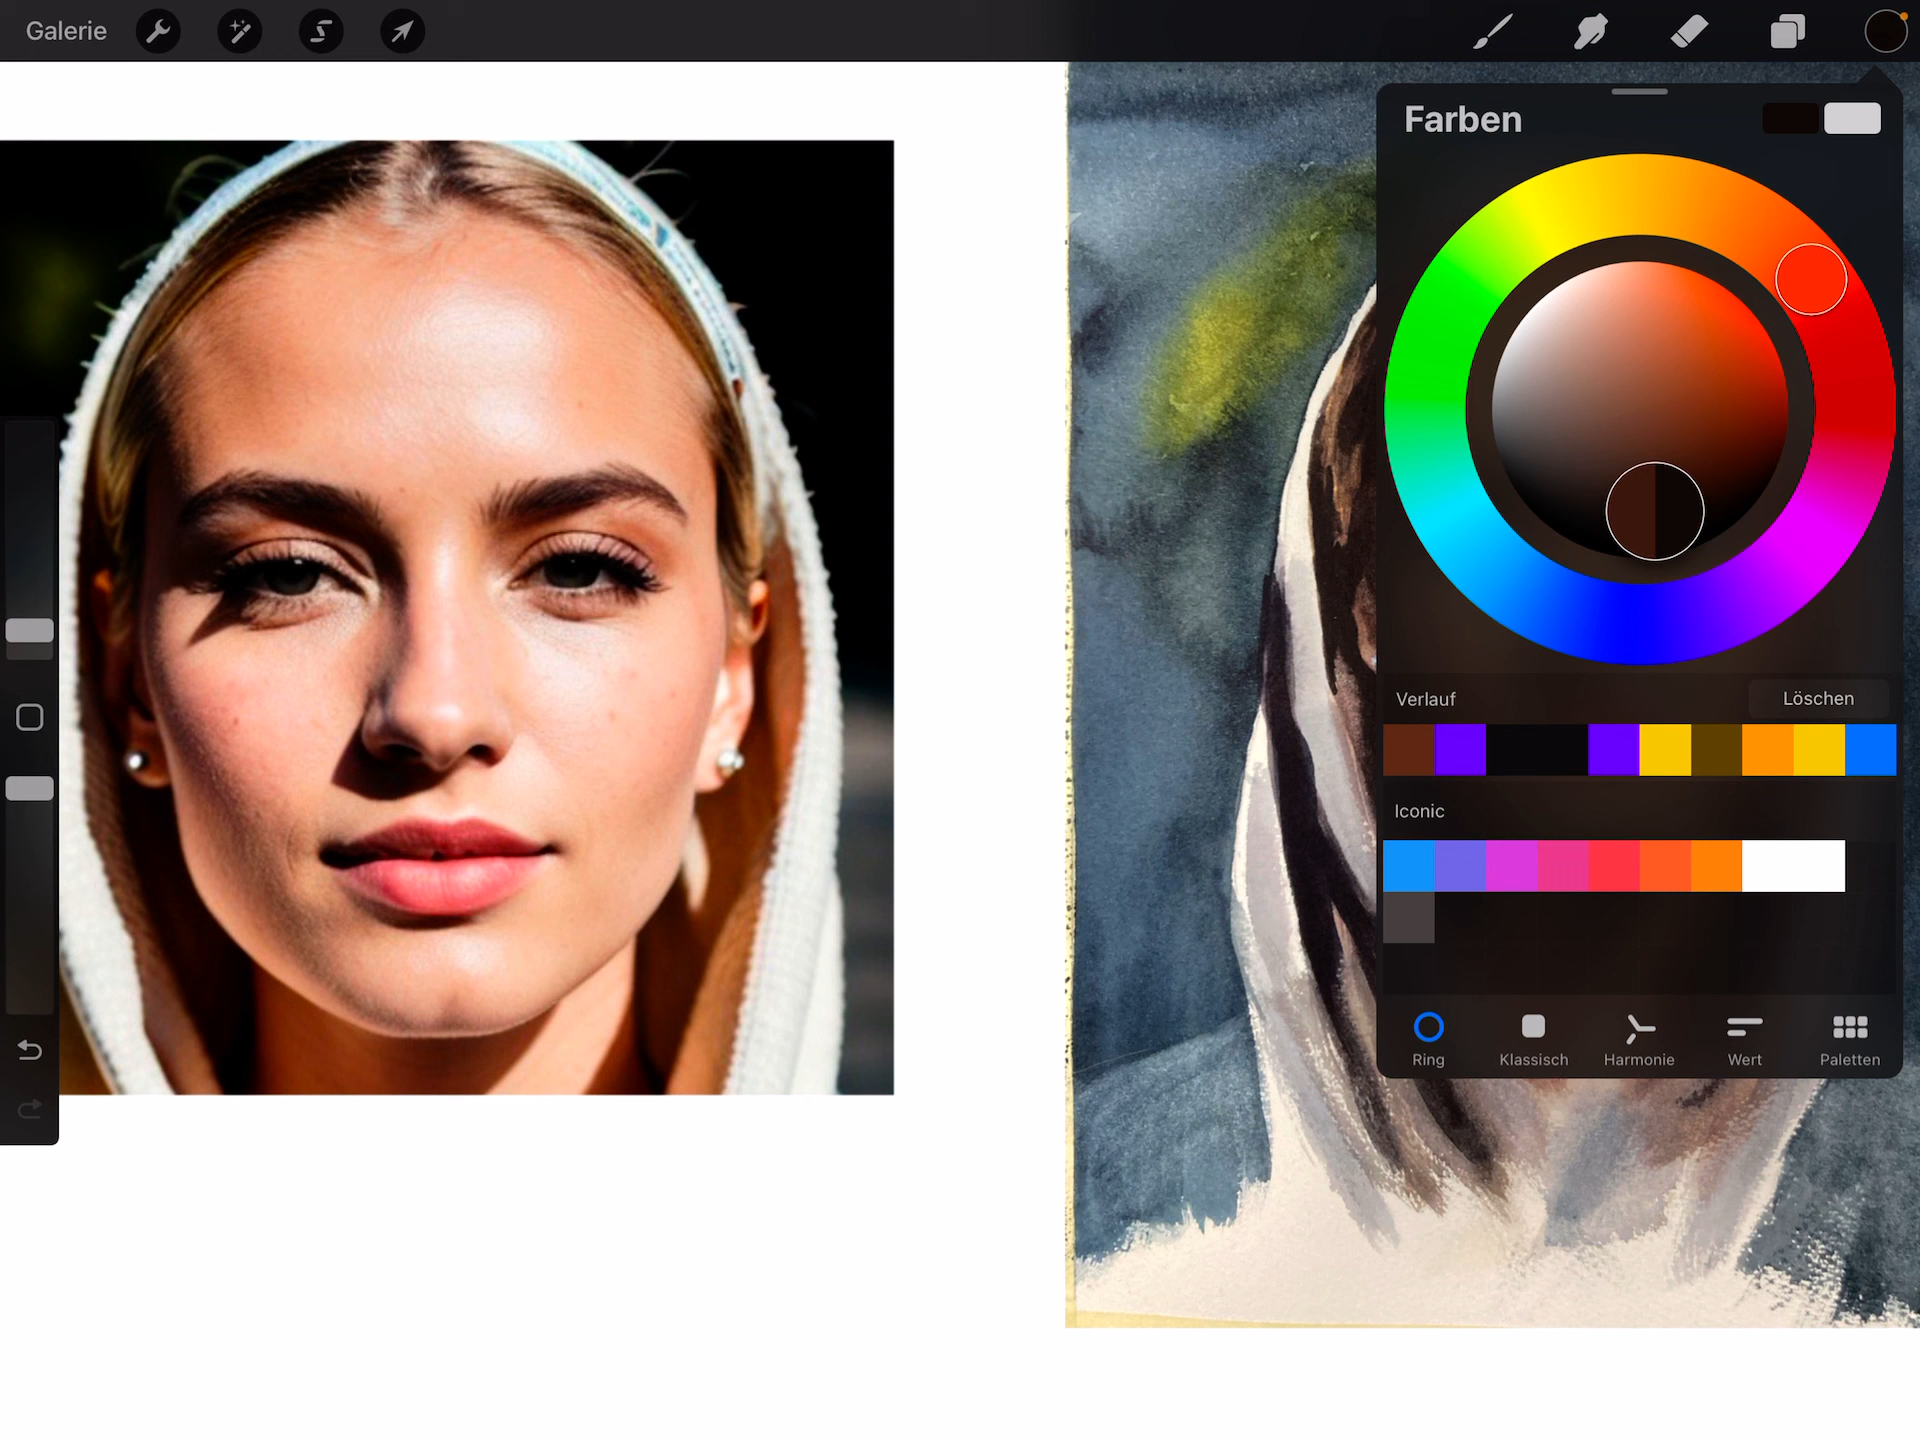 Galerie
Farben
Verlauf
Löschen
Iconic
Ring
Klassisch
Harmonie
Wert
Paletten